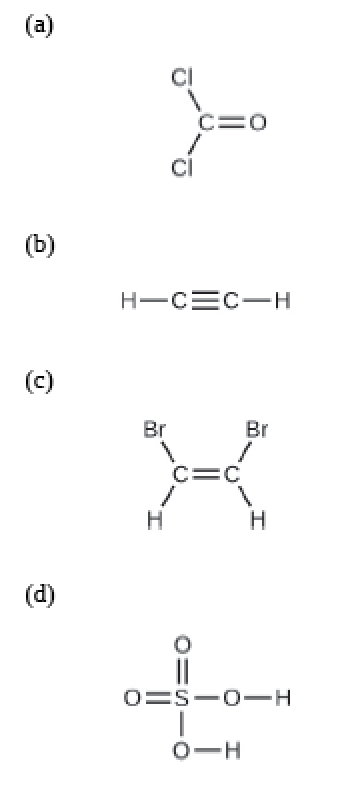 (a)
Cl
C=O
Cl
(b)
H—C≡C—H
(c)
Br Br
C=C
H H
(d)
O
O=S—O—H
O—H